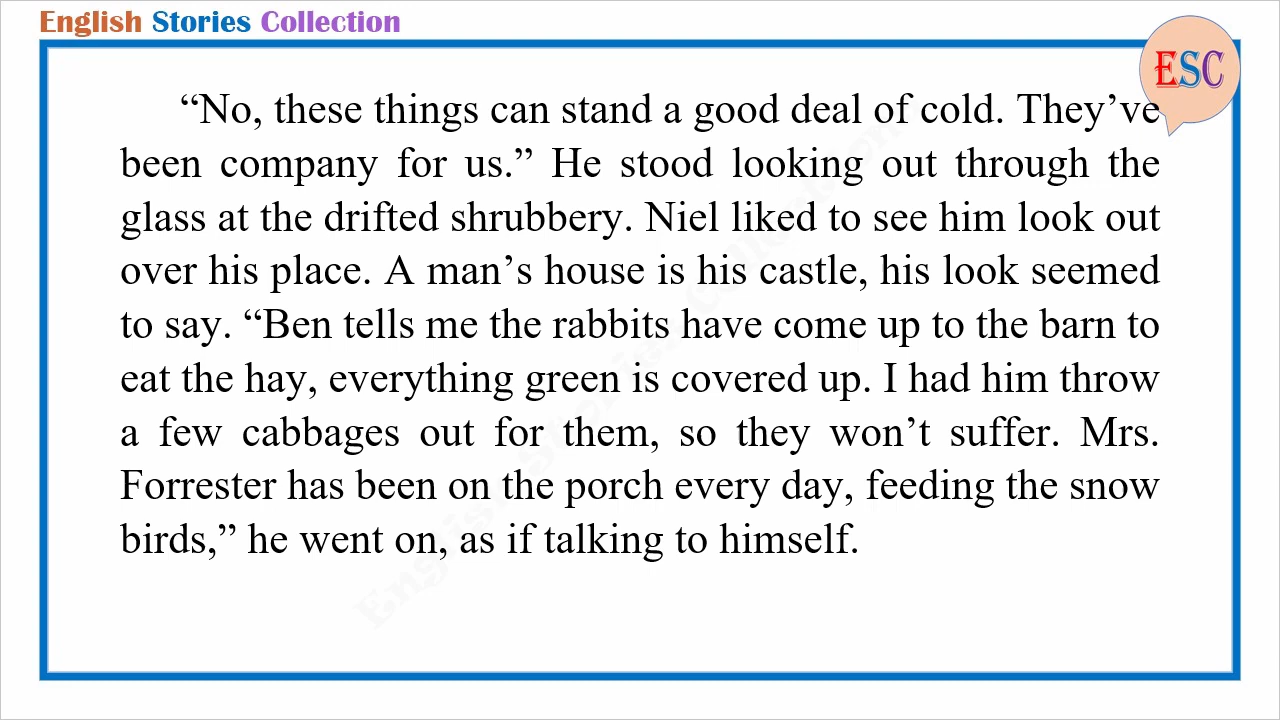 English Stories Collection
ESC
“No, these things can stand a good deal of cold. They’ve
been company for us.” He stood looking out through the
glass at the drifted shrubbery. Niel liked to see him look out
over his place. A man’s house is his castle, his look seemed
to say. “Ben tells me the rabbits have come up to the barn to
eat the hay, everything green is covered up. I had him throw
a few cabbages out for them, so they won’t suffer. Mrs.
Forrester has been on the porch every day, feeding the snow
birds,” he went on, as if talking to himself.
English Stories Collection